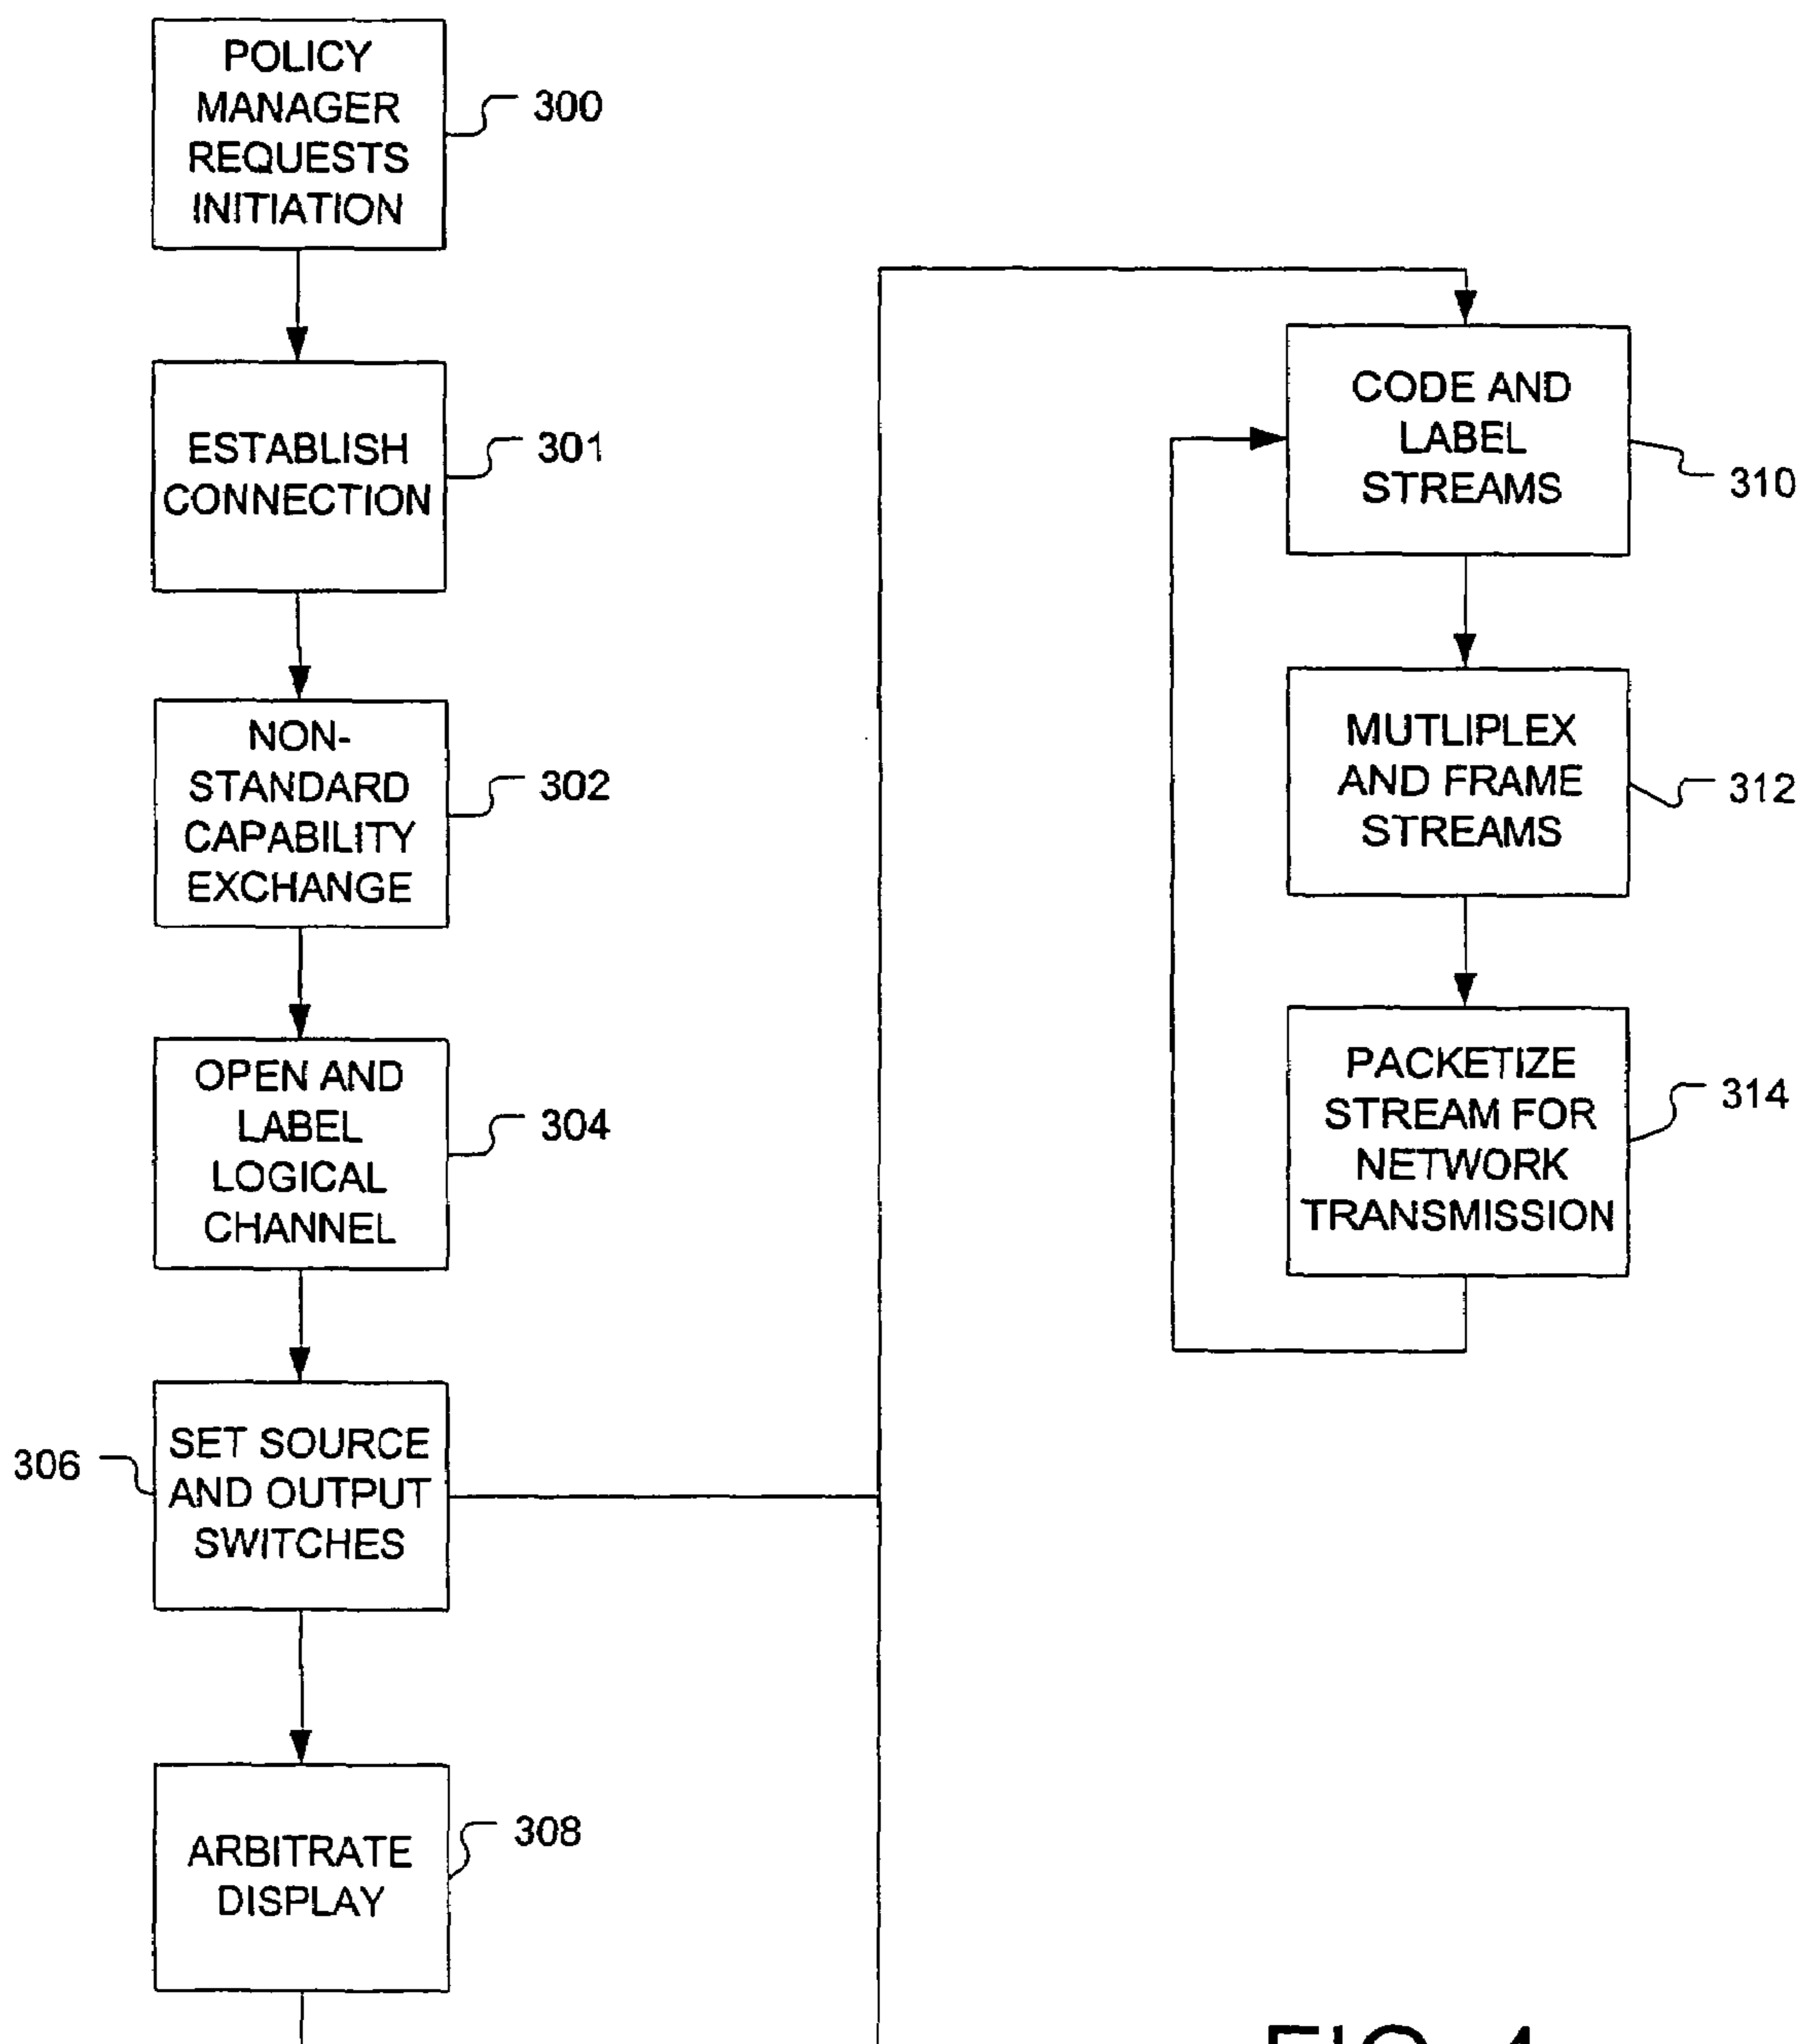 POLICY
MANAGER
REQUESTS
INITIATION
300
ESTABLISH
CONNECTION
301
NON-
STANDARD
CAPABILITY
EXCHANGE
302
OPEN AND
LABEL
LOGICAL
CHANNEL
304
306
SET SOURCE
AND OUTPUT
SWITCHES
ARBITRATE
DISPLAY
308
CODE AND
LABEL
STREAMS
310
MUTLIPLEX
AND FRAME
STREAMS
312
PACKETIZE
STREAM FOR
NETWORK
TRANSMISSION
314
FIG. 4